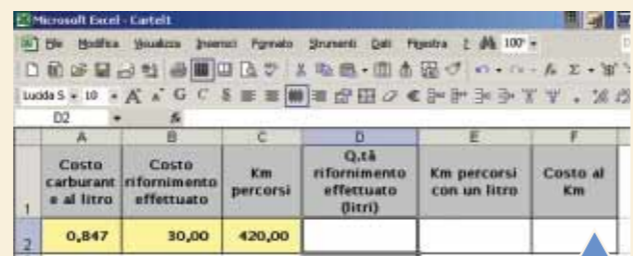 Microsoft Excel - Cartel1
File Modifica Visualizza Inserisci Formato Strumenti Dati Finestra ? 100%
Lucida S 10 A A G C S
D2
A B C D E F
1 Costo carburant e al litro Costo rifornimento effettuato Km percorsi Q.tà rifornimento effettuato (litri) Km percorsi con un litro Costo al Km
2 0,847 30,00 420,00